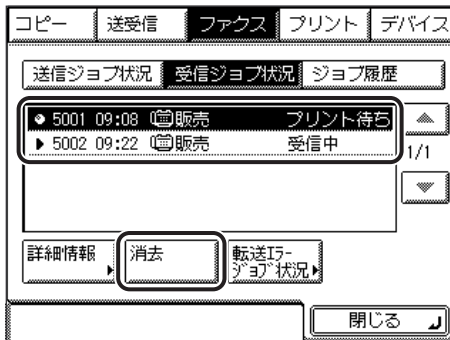 コピー 送受信 ファクス プリント デバイス
送信ジョブ状況 受信ジョブ状況 ジョブ履歴
5001 09:08 販売 プリント待ち
5002 09:22 販売 受信中
1/1
詳細情報 消去 転送エラー
ジョブ状況
閉じる